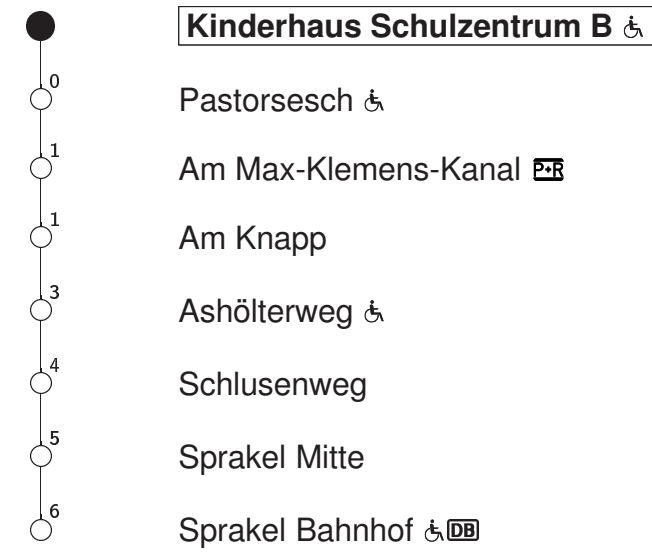 Kinderhaus Schulzentrum B
0 Pastorsesch
1 Am Max-Klemens-Kanal P+R
1 Am Knapp
3 Ashölterweg
4 Schlusenweg
5 Sprakel Mitte
6 Sprakel Bahnhof DB